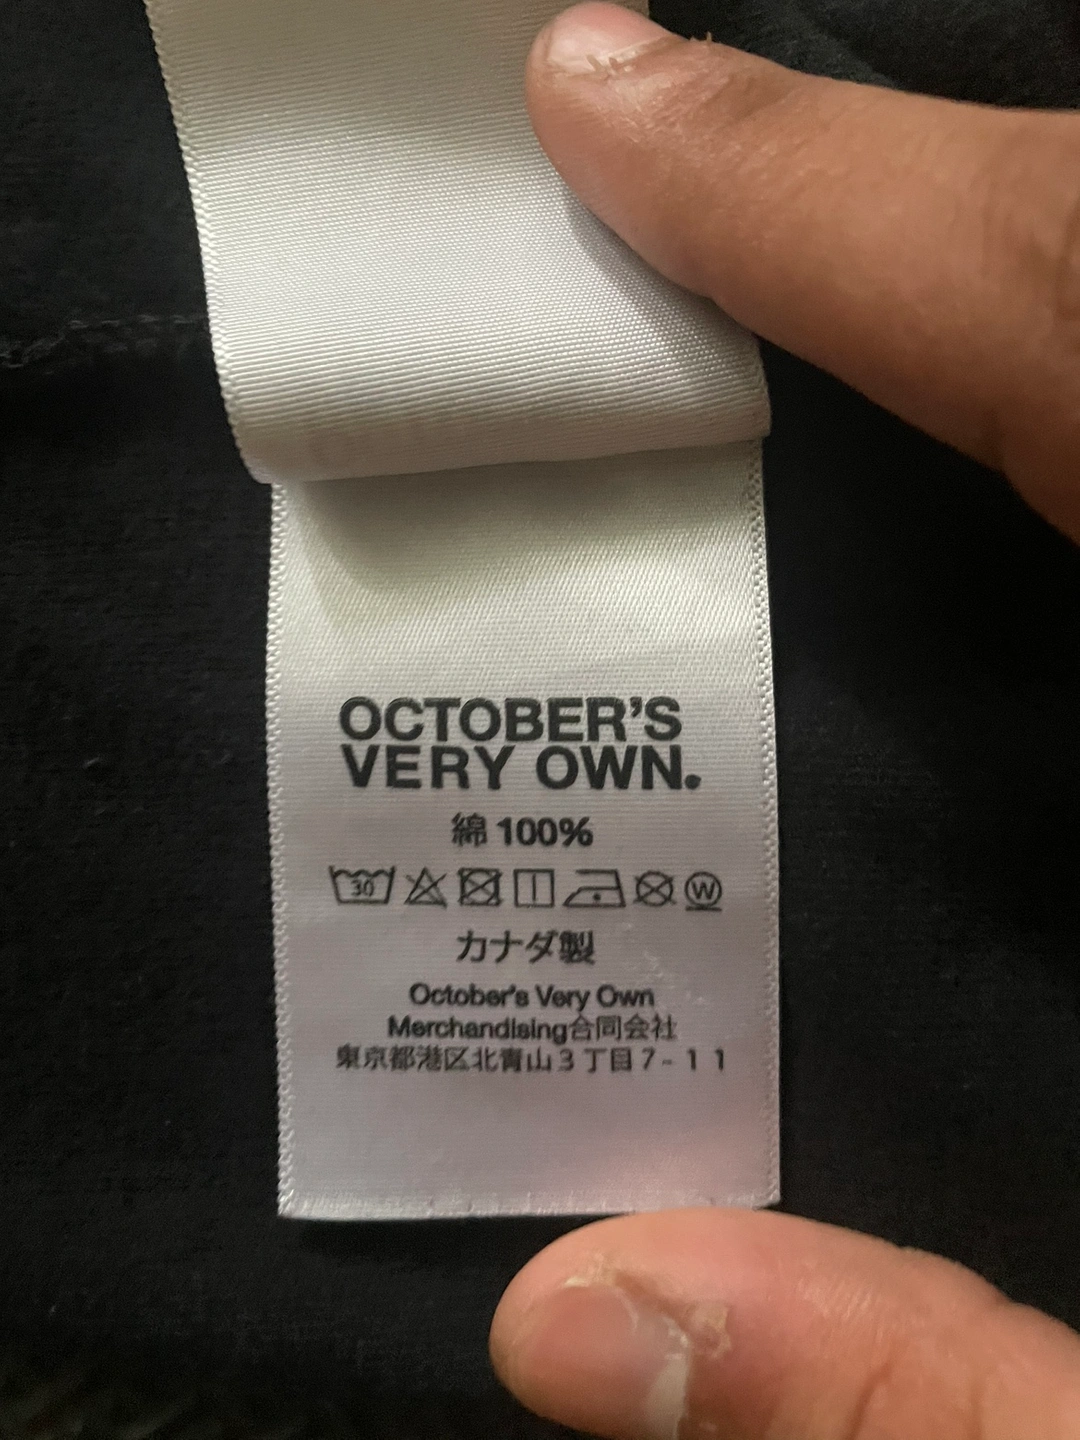 OCTOBER'S
VERY OWN.
綿 100%
30 W
カナダ製
October's Very Own
Merchandising合同会社
東京都港区北青山3丁目7-11